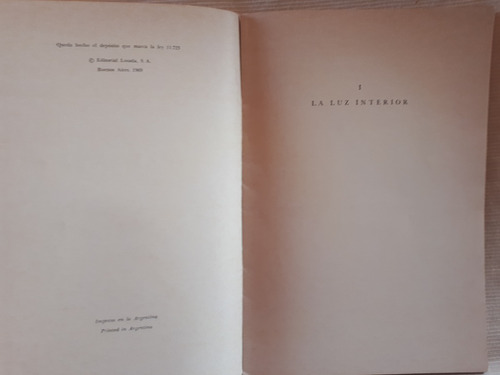 Queda hecho el depósito que marca la ley 11.723
© Editorial Losada, S. A.
Buenos Aires, 1969
Impreso en la Argentina
Printed in Argentina
I
LA LUZ INTERIOR